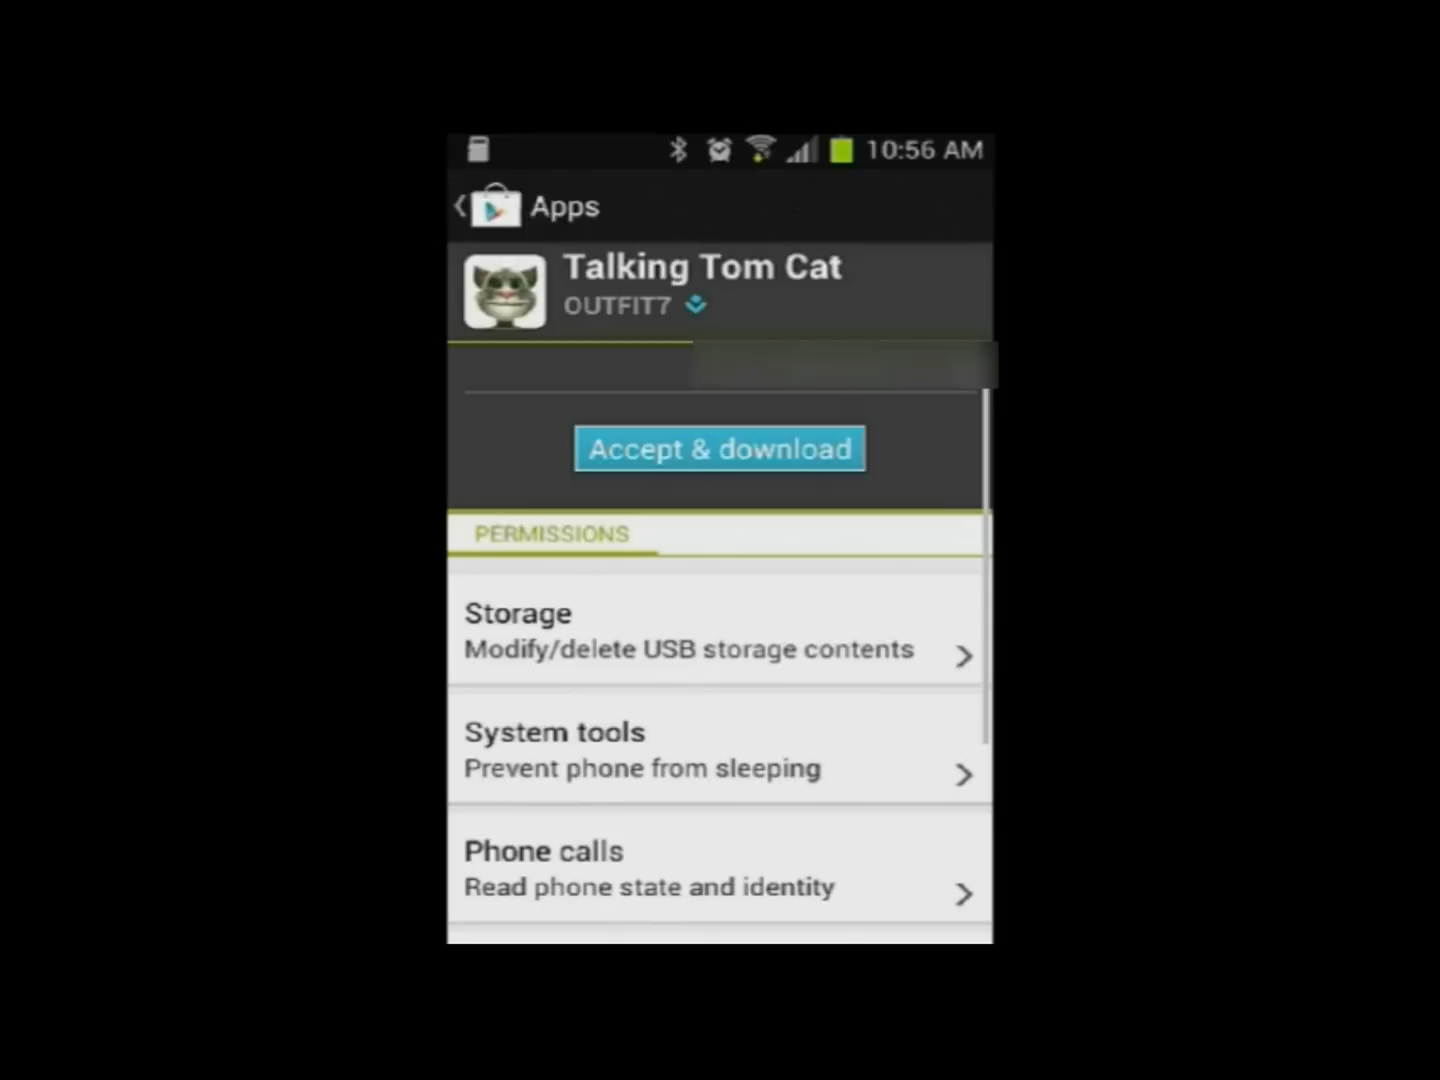 10:56 AM
Apps
Talking Tom Cat
OUTFIT7
Accept & download
PERMISSIONS
Storage
Modify/delete USB storage contents
System tools
Prevent phone from sleeping
Phone calls
Read phone state and identity